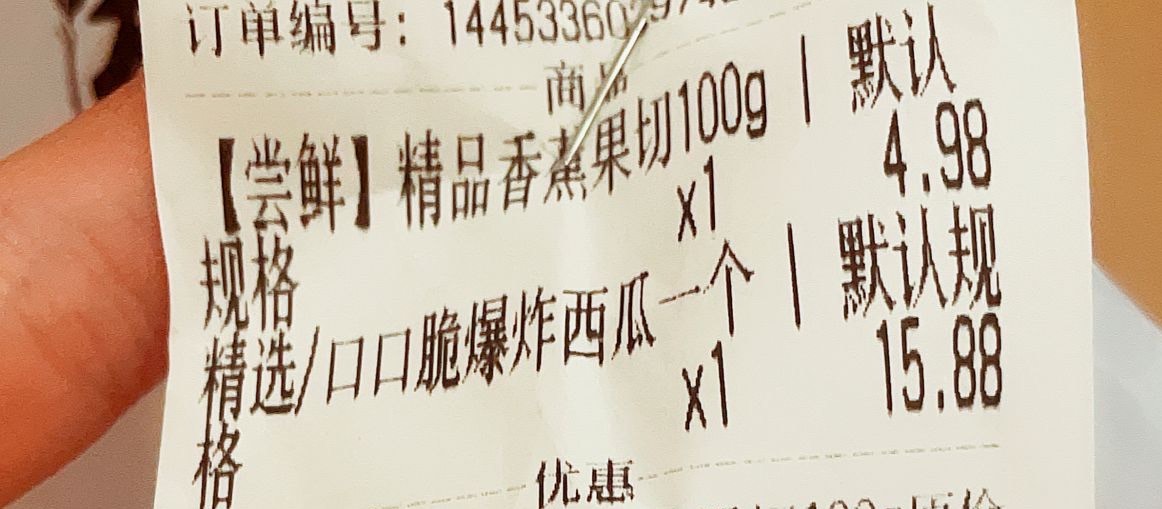 订单编号：14453360
商品
【尝鲜】精品香蕉果切100g | 默认
规格 x1 4.98
精选/口口脆爆炸西瓜一个 | 默认规
格 x1 15.88
优惠